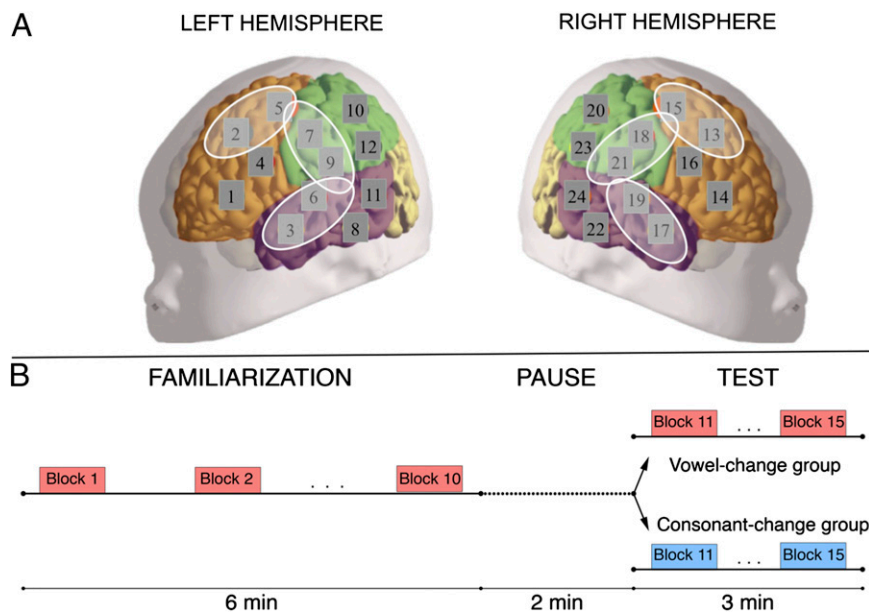 A
LEFT HEMISPHERE
RIGHT HEMISPHERE
5
10
2
7
12
4
9
1
6
11
3
8
20
15
18
13
23
21
16
24
19
14
22
17
B
FAMILIARIZATION
PAUSE
TEST
Block 11
. . .
Block 15
Vowel-change group
Block 1
Block 2
. . .
Block 10
Consonant-change group
Block 11
. . .
Block 15
6 min
2 min
3 min